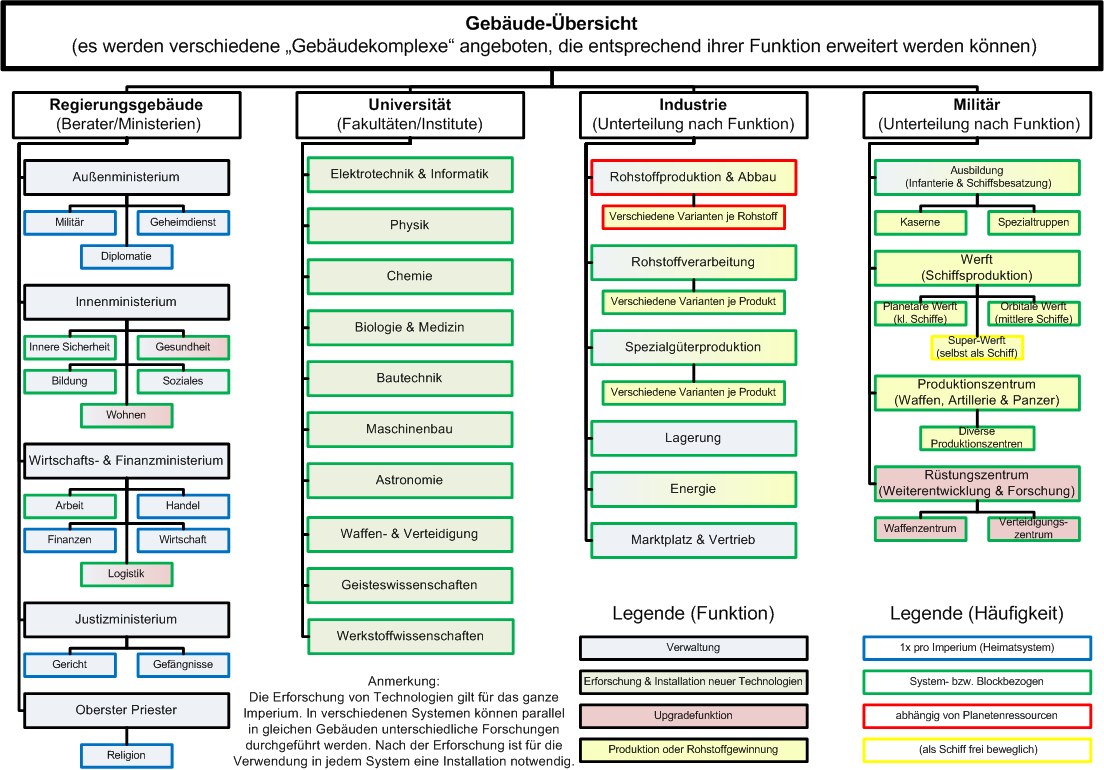 Gebäude-Übersicht
(es werden verschiedene „Gebäudekomplexe“ angeboten, die entsprechend ihrer Funktion erweitert werden können)
Regierungsgebäude
(Berater/Ministerien)
Außenministerium
Militär
Geheimdienst
Diplomatie
Innenministerium
Innere Sicherheit
Gesundheit
Bildung
Soziales
Wohnen
Wirtschafts- & Finanzministerium
Arbeit
Handel
Finanzen
Wirtschaft
Logistik
Justizministerium
Gericht
Gefängnisse
Oberster Priester
Religion
Universität
(Fakultäten/Institute)
Elektrotechnik & Informatik
Physik
Chemie
Biologie & Medizin
Bautechnik
Maschinenbau
Astronomie
Waffen- & Verteidigung
Geisteswissenschaften
Werkstoffwissenschaften
Anmerkung:
Die Erforschung von Technologien gilt für das ganze
Imperium. In verschiedenen Systemen können parallel
in gleichen Gebäuden unterschiedliche Forschungen
durchgeführt werden. Nach der Erforschung ist für die
Verwendung in jedem System eine Installation notwendig.
Industrie
(Unterteilung nach Funktion)
Rohstoffproduktion & Abbau
Verschiedene Varianten je Rohstoff
Rohstoffverarbeitung
Verschiedene Varianten je Produkt
Spezialgüterproduktion
Verschiedene Varianten je Produkt
Lagerung
Energie
Marktplatz & Vertrieb
Militär
(Unterteilung nach Funktion)
Ausbildung
(Infanterie & Schiffsbesatzung)
Kaserne
Spezialtruppen
Werft
(Schiffsproduktion)
Planetare Werft
(kl. Schiffe)
Orbitale Werft
(mittlere Schiffe)
Super-Werft
(selbst als Schiff)
Produktionszentrum
(Waffen, Artillerie & Panzer)
Diverse
Produktionszentren
Rüstungszentrum
(Weiterentwicklung & Forschung)
Waffenzentrum
Verteidigungs-
zentrum
Legende (Funktion)
Verwaltung
Erforschung & Installation neuer Technologien
Upgradefunktion
Produktion oder Rohstoffgewinnung
Legende (Häufigkeit)
1x pro Imperium (Heimatsystem)
System- bzw. Blockbezogen
abhängig von Planetenressourcen
(als Schiff frei beweglich)